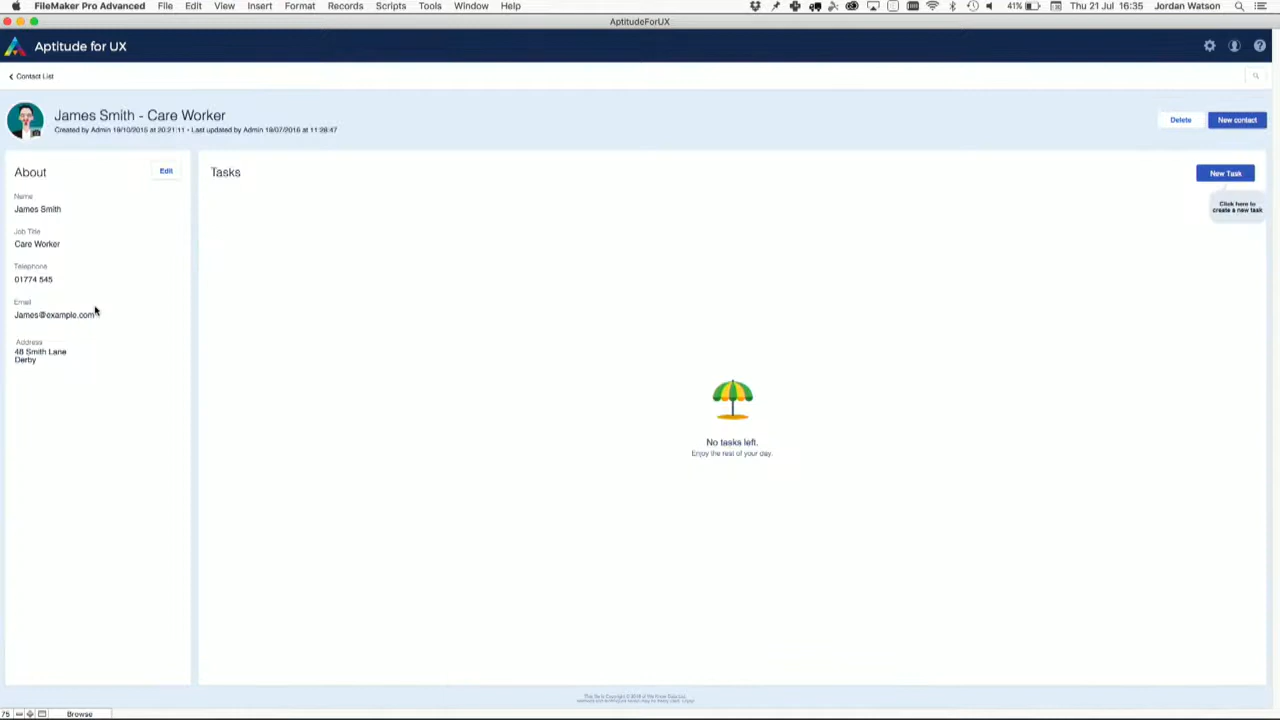 FileMaker Pro Advanced File Edit View Insert Format Records Scripts Tools Window Help 41% Thu 21 Jul 16:35 Jordan Watson
AptitudeForUX
Aptitude for UX
Contact List
James Smith - Care Worker
Created by Admin 19/10/2015 at 20:21:11 • Last updated by Admin 18/07/2016 at 11:28:47
Delete New contact
About Edit
Name
James Smith
Job Title
Care Worker
Telephone
01774 545
Email
James@example.com
Address
48 Smith Lane
Derby
Tasks New Task
Click here to
create a new task
No tasks left.
Enjoy the rest of your day.
75 Browse